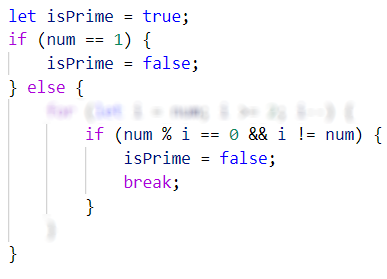 let isPrime = true;
if (num == 1) {
isPrime = false;
} else {
if (num % i == 0 && i != num) {
isPrime = false;
break;
}
}